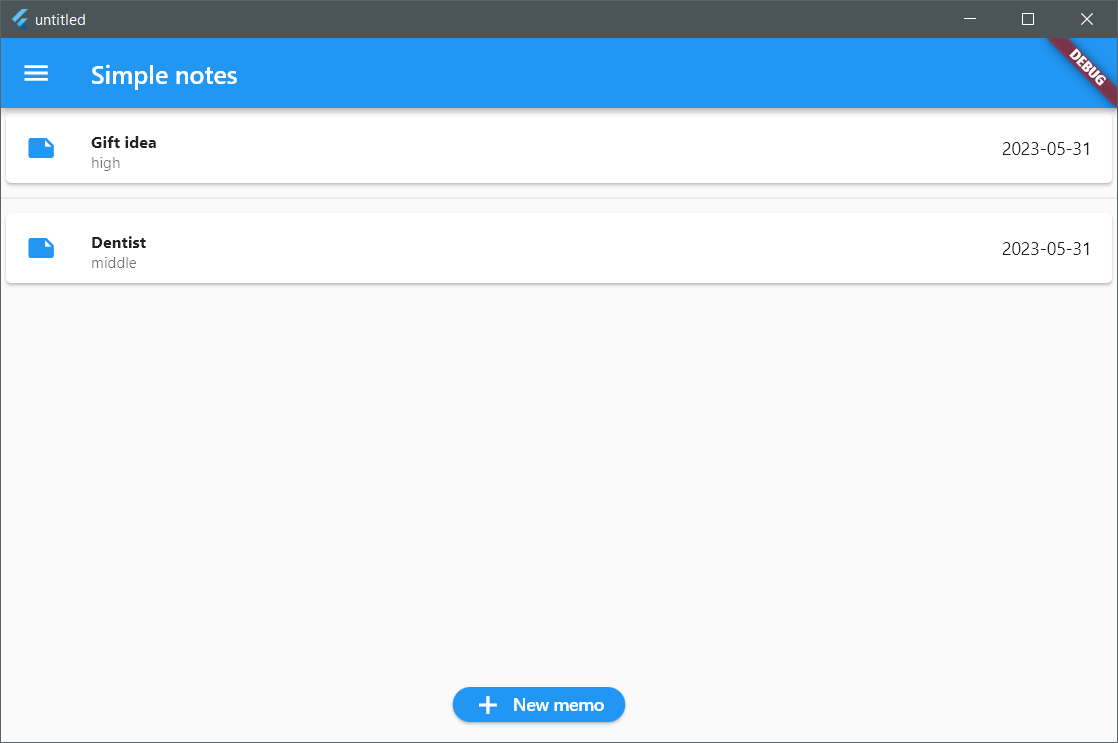 untitled
Simple notes
DEBUG
Gift idea
high
2023-05-31
Dentist
middle
2023-05-31
New memo